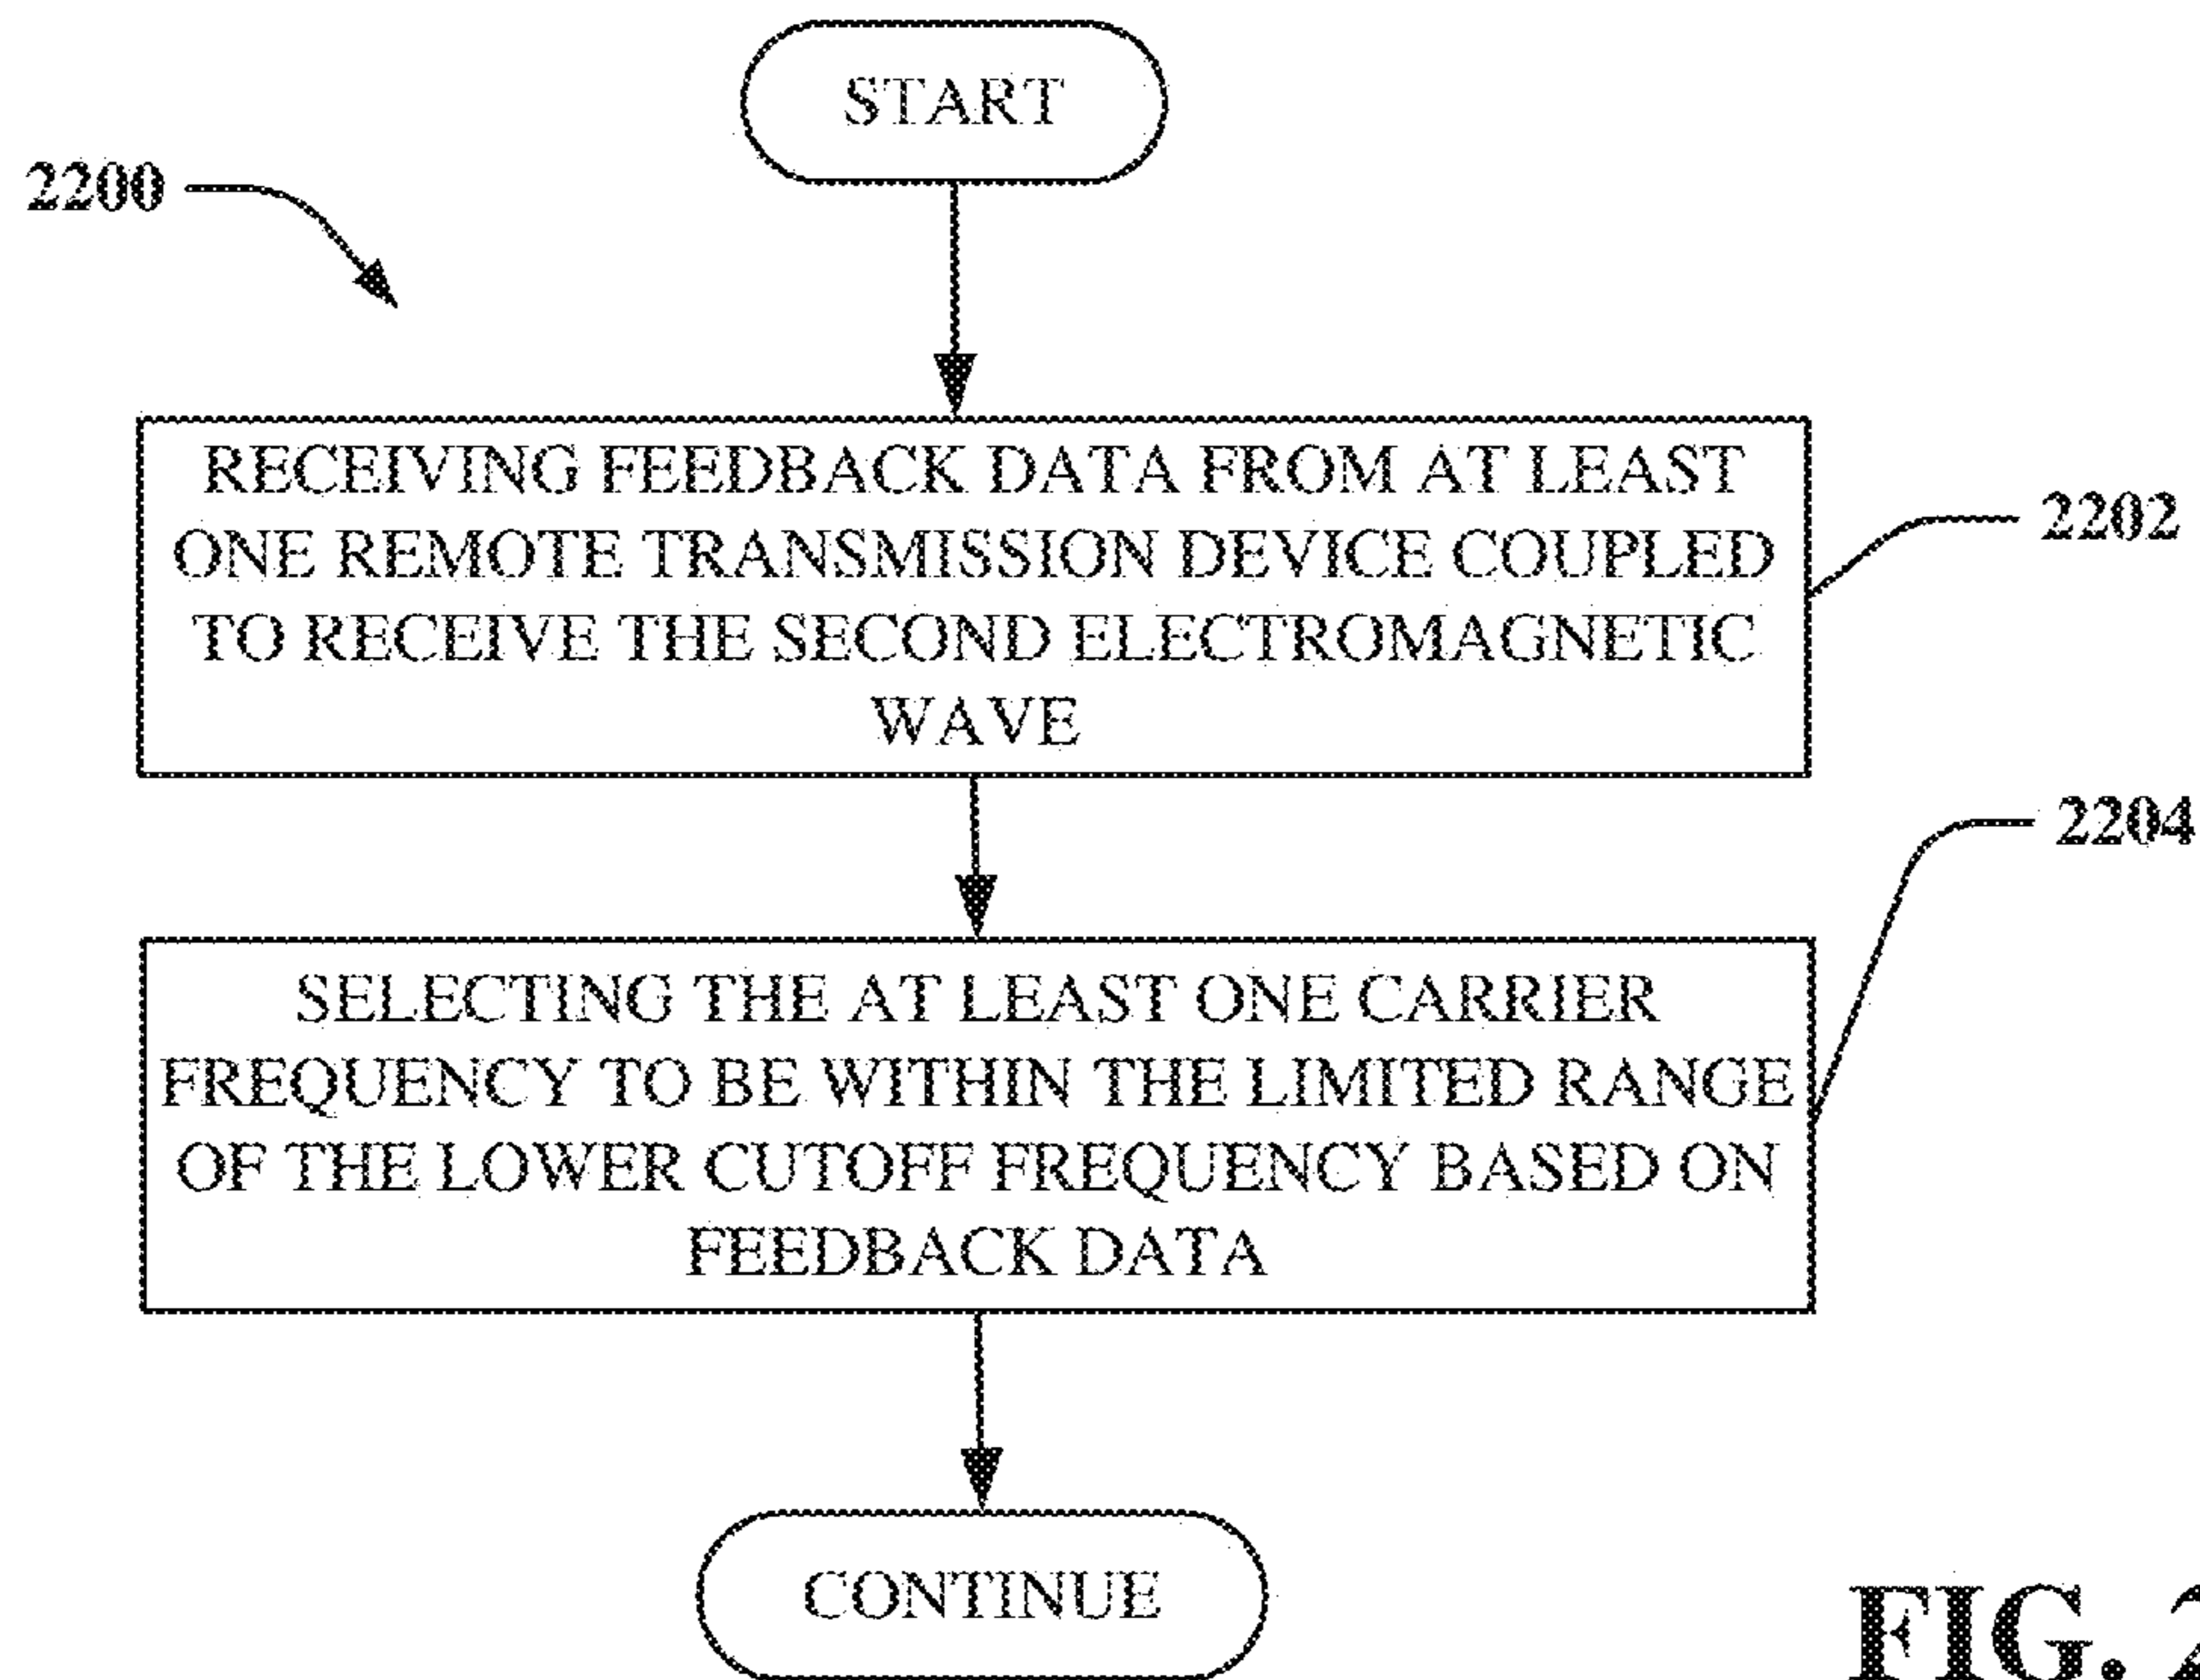 START
2200
RECEIVING FEEDBACK DATA FROM AT LEAST
ONE REMOTE TRANSMISSION DEVICE COUPLED
TO RECEIVE THE SECOND ELECTROMAGNETIC
WAVE
2202
2204
SELECTING THE AT LEAST ONE CARRIER
FREQUENCY TO BE WITHIN THE LIMITED RANGE
OF THE LOWER CUTOFF FREQUENCY BASED ON
FEEDBACK DATA
CONTINUE
FIG.